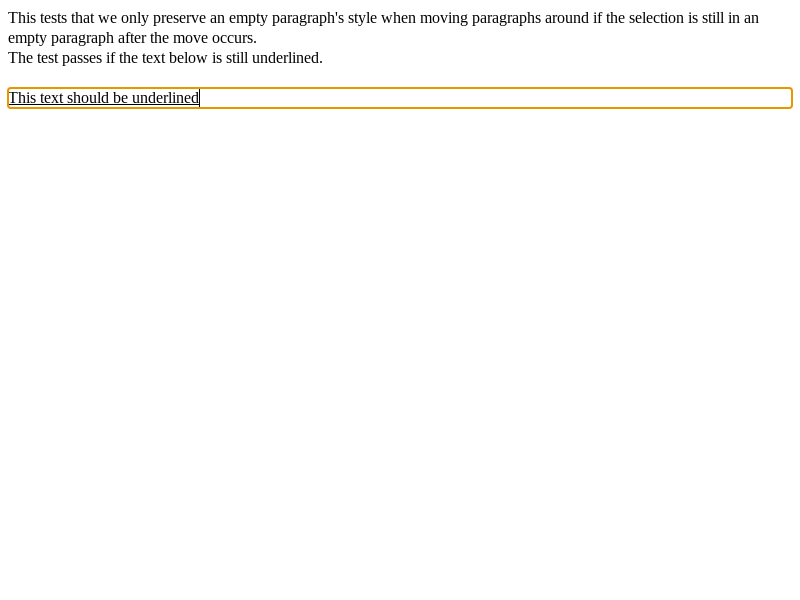 This tests that we only preserve an empty paragraph's style when moving paragraphs around if the selection is still in an
empty paragraph after the move occurs.
The test passes if the text below is still underlined.
This text should be underlined